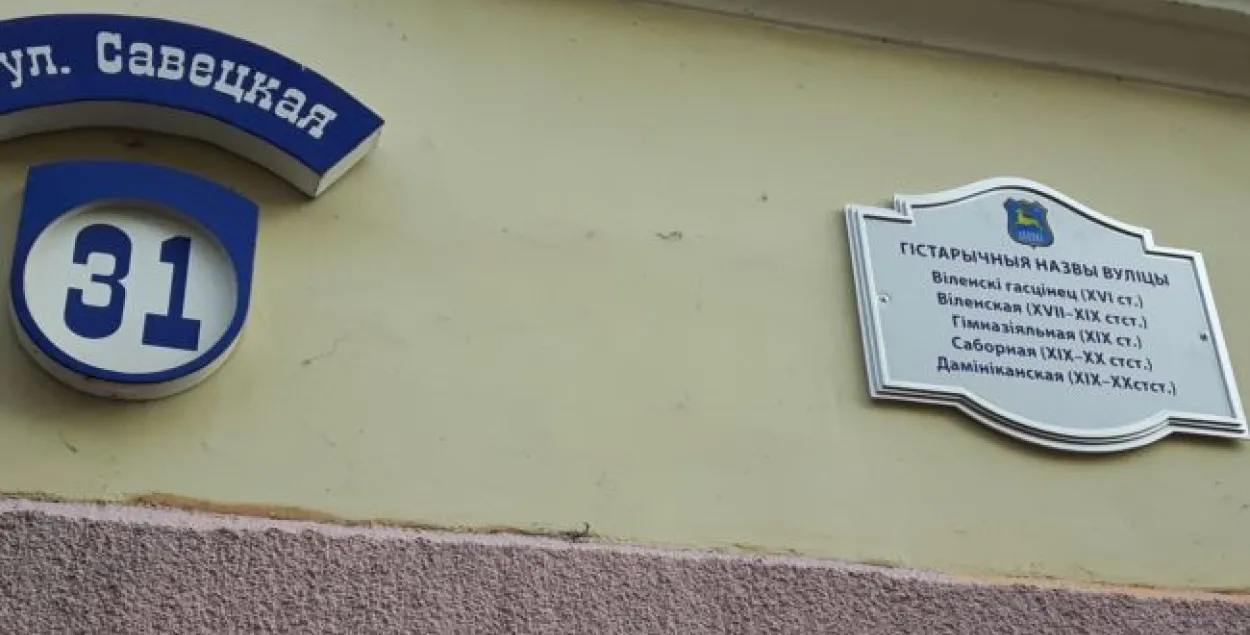 ул. Савецкая
31
ГІСТАРЫЧНЫЯ НАЗВЫ ВУЛІЦЫ
Віленскі гасцінец (XVI ст.)
Віленская (XVII–XIX стст.)
Гімназіяльная (XIX ст.)
Саборная (XIX–XX стст.)
Дамініканская (XIX–XXстст.)